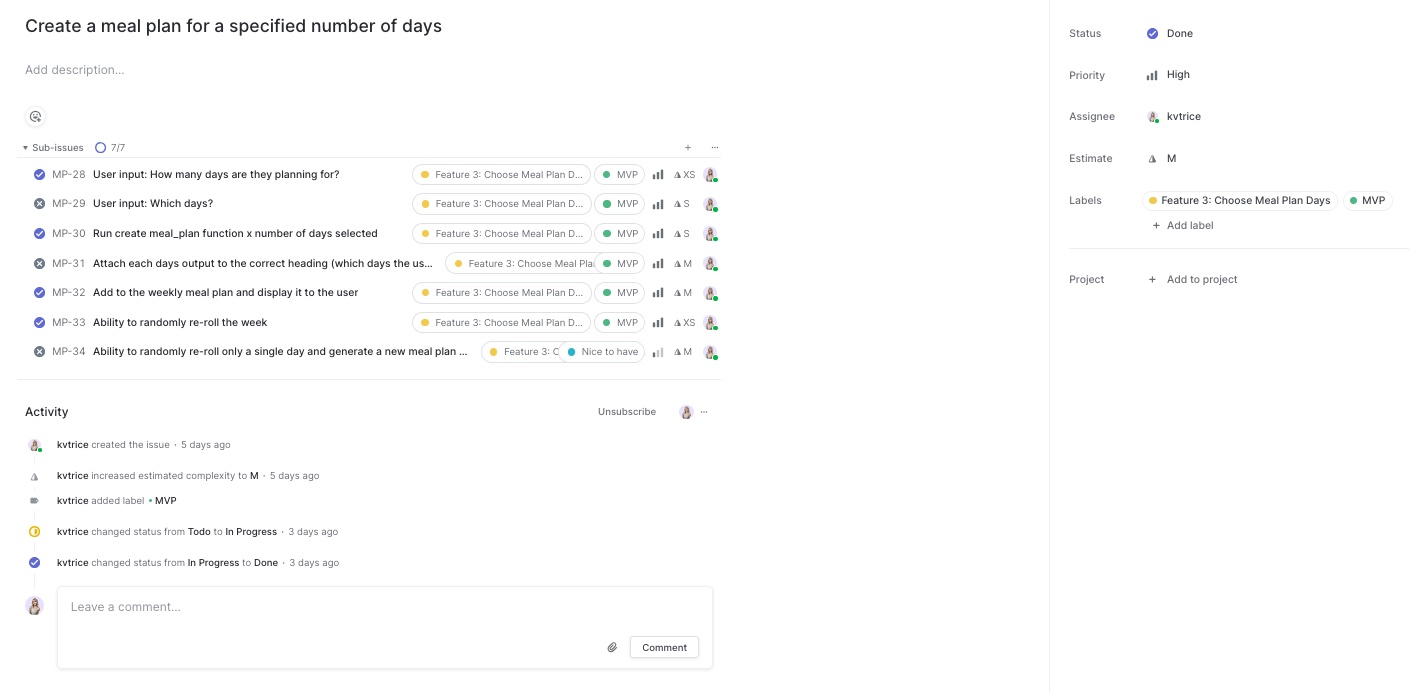 Create a meal plan for a specified number of days
Add description...
Sub-issues 7/7
MP-28 User input: How many days are they planning for? Feature 3: Choose Meal Plan D... MVP XS
MP-29 User input: Which days? Feature 3: Choose Meal Plan D... MVP S
MP-30 Run create meal_plan function x number of days selected Feature 3: Choose Meal Plan D... MVP S
MP-31 Attach each days output to the correct heading (which days the us... Feature 3: Choose Meal Pla MVP M
MP-32 Add to the weekly meal plan and display it to the user Feature 3: Choose Meal Plan D... MVP M
MP-33 Ability to randomly re-roll the week Feature 3: Choose Meal Plan D... MVP XS
MP-34 Ability to randomly re-roll only a single day and generate a new meal plan ... Feature 3: C Nice to have M
Activity Unsubscribe
kvtrice created the issue · 5 days ago
kvtrice increased estimated complexity to M · 5 days ago
kvtrice added label • MVP
kvtrice changed status from Todo to In Progress · 3 days ago
kvtrice changed status from In Progress to Done · 3 days ago
Leave a comment...
Comment
Status Done
Priority High
Assignee kvtrice
Estimate M
Labels Feature 3: Choose Meal Plan Days MVP
+ Add label
Project + Add to project